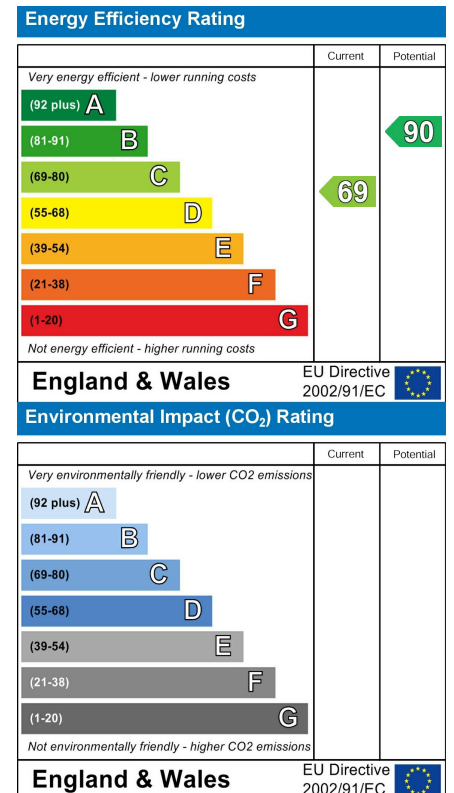 Energy Efficiency Rating
Current Potential
Very energy efficient - lower running costs
(92 plus) A
(81-91) B
90
(69-80) C
69
(55-68) D
(39-54) E
(21-38) F
(1-20) G
Not energy efficient - higher running costs
England & Wales
EU Directive
2002/91/EC
Environmental Impact (CO₂) Rating
Current Potential
Very environmentally friendly - lower CO2 emissions
(92 plus) A
(81-91) B
(69-80) C
(55-68) D
(39-54) E
(21-38) F
(1-20) G
Not environmentally friendly - higher CO2 emissions
England & Wales
EU Directive
2002/91/EC